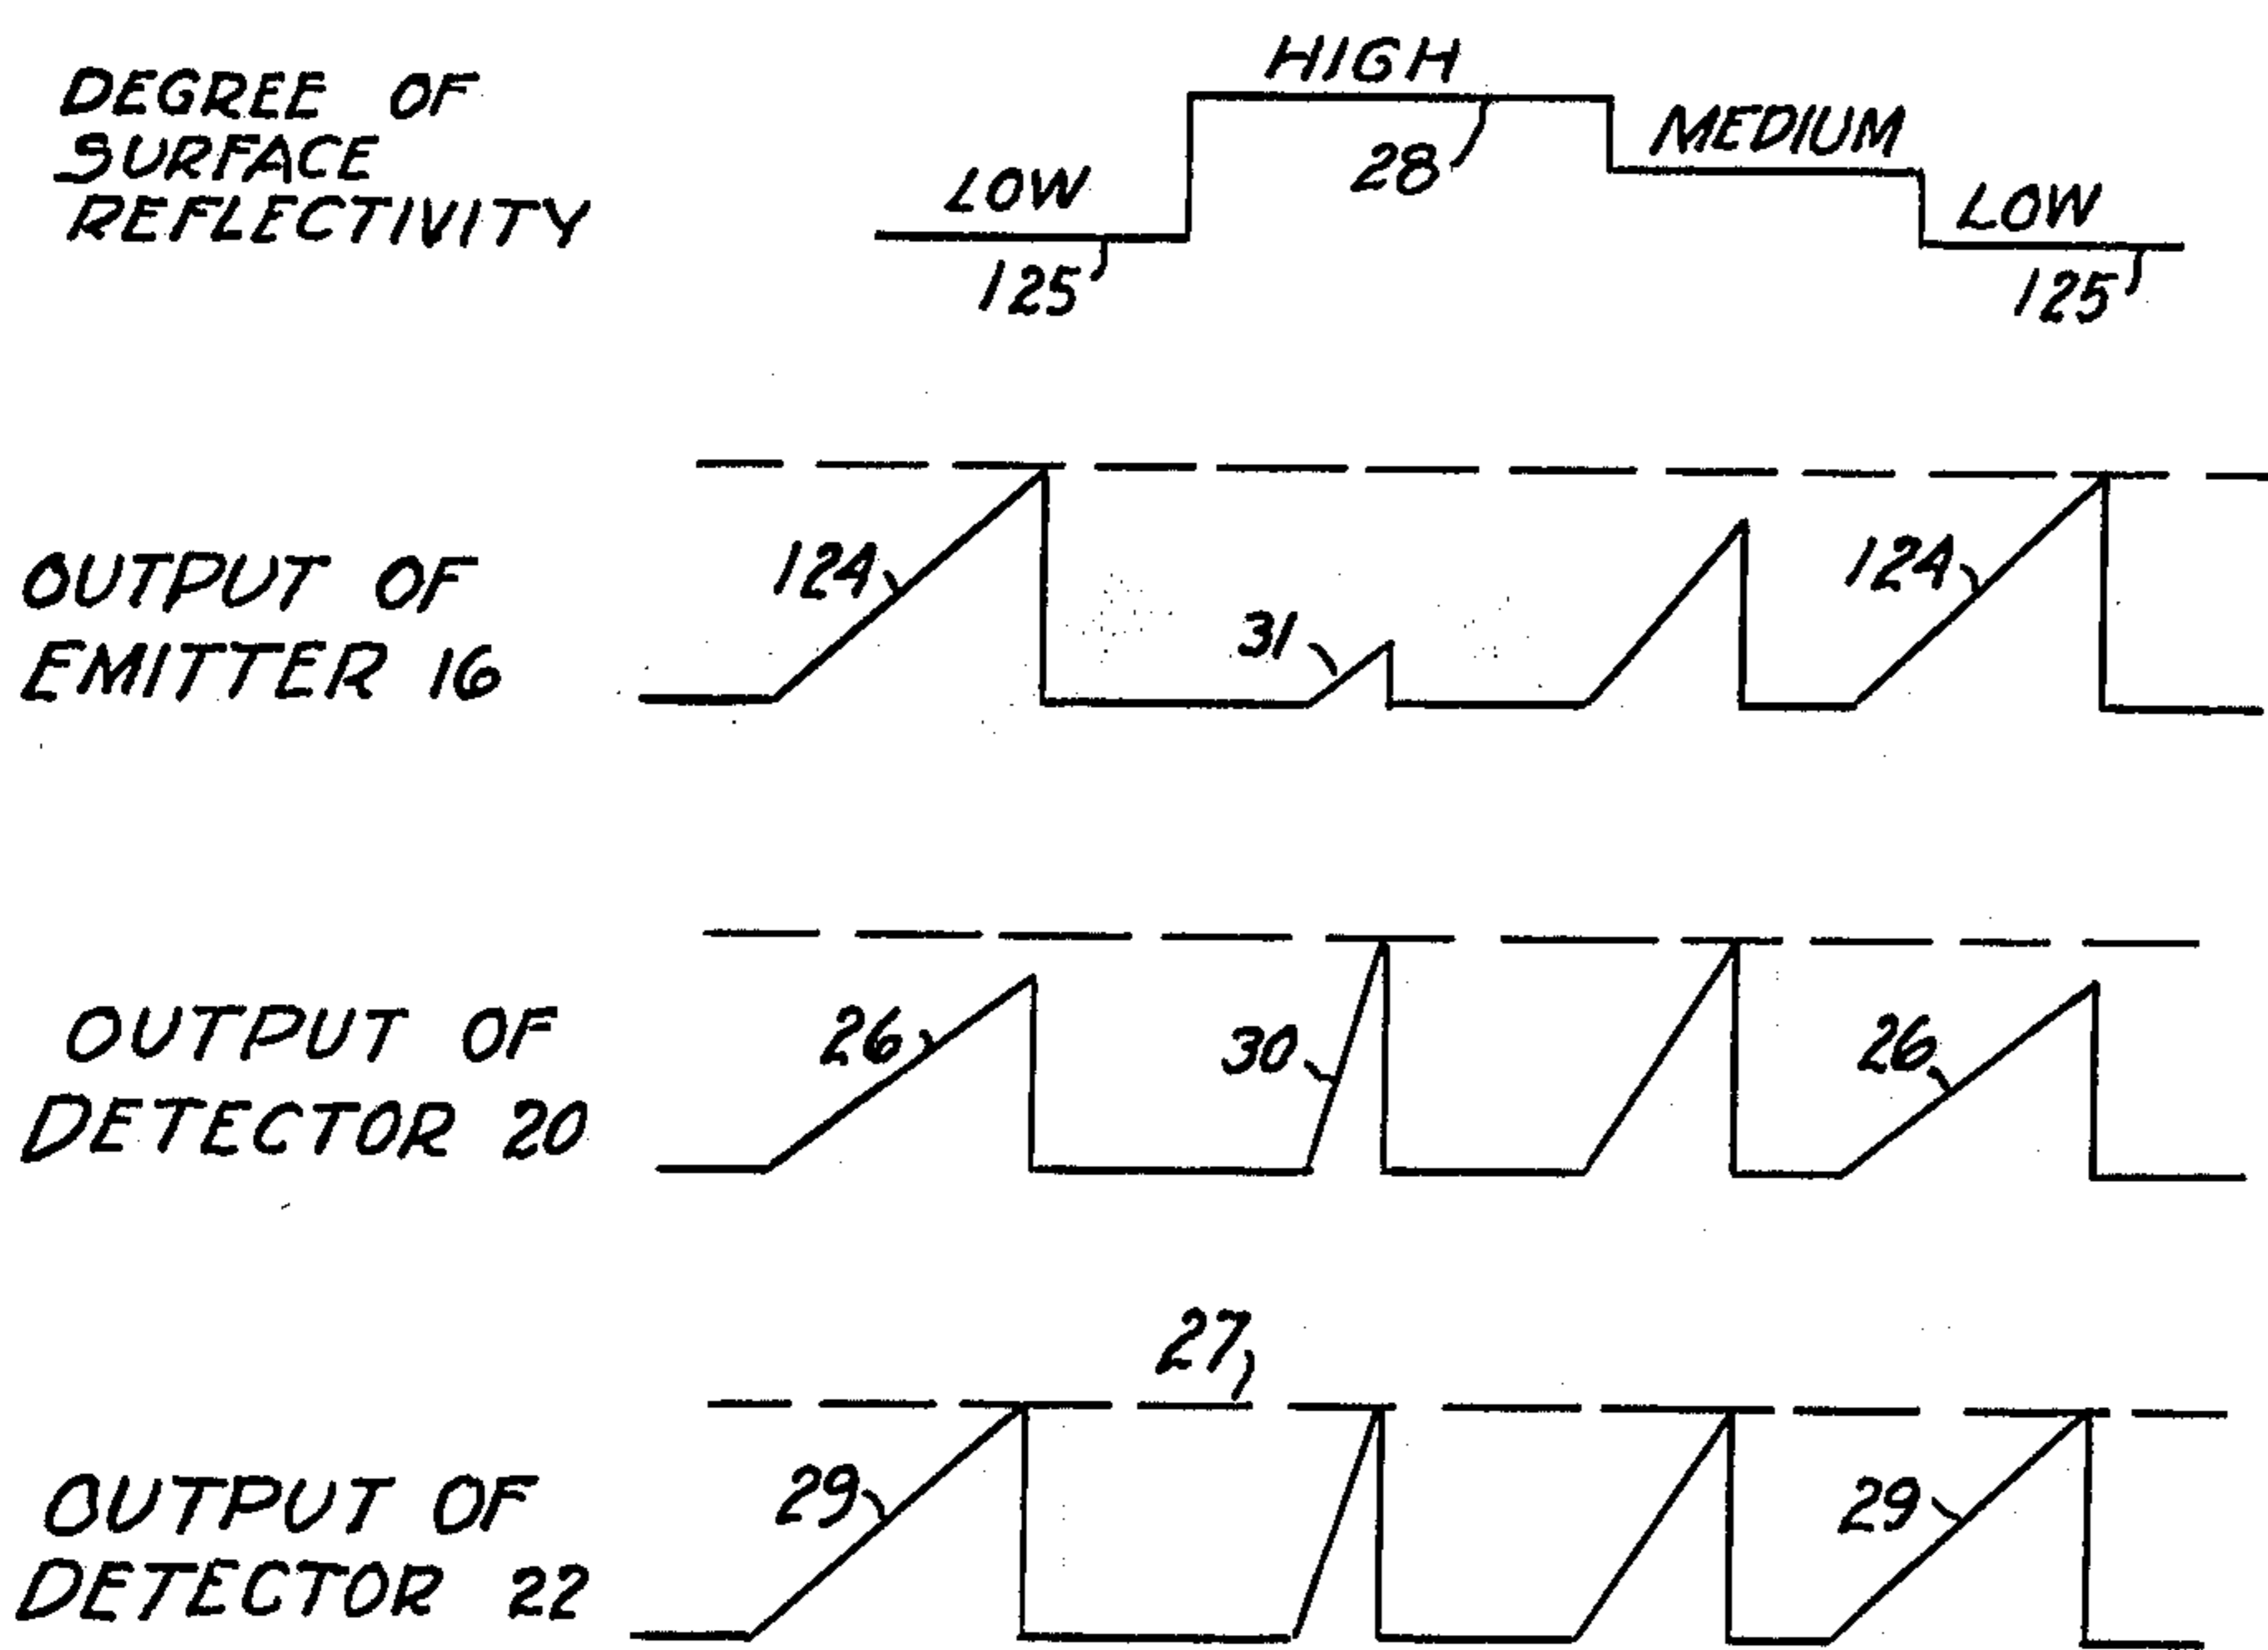 DEGREE OF
SURFACE
REFLECTIVITY
LOW
HIGH
MEDIUM
LOW
125
28
125
OUTPUT OF
EMITTER 16
124
31
124
OUTPUT OF
DETECTOR 20
26
30
26
OUTPUT OF
DETECTOR 22
27
29
29